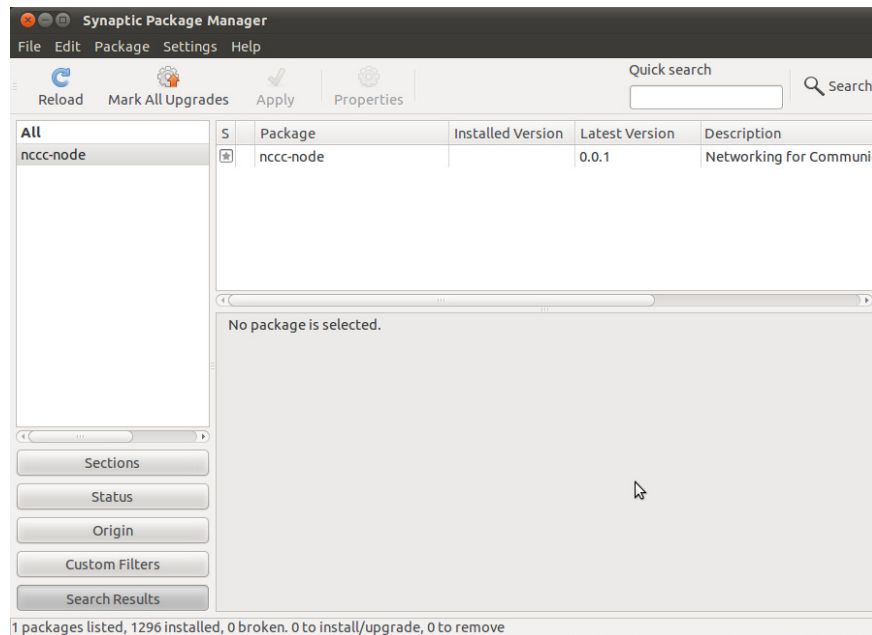 Synaptic Package Manager
File Edit Package Settings Help
Reload Mark All Upgrades Apply Properties Quick search Search
All
nccc-node
S Package Installed Version Latest Version Description
nccc-node 0.0.1 Networking for Communi
No package is selected.
Sections
Status
Origin
Custom Filters
Search Results
1 packages listed, 1296 installed, 0 broken. 0 to install/upgrade, 0 to remove